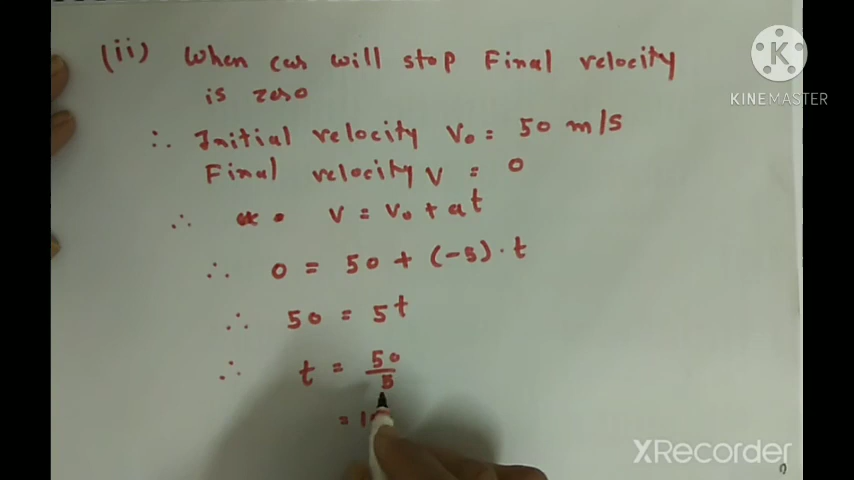 (ii) When car will stop Final velocity
is zero
∴ Initial velocity V₀ = 50 m/s
Final velocity V = 0
∴ V = V₀ + at
∴ 0 = 50 + (-5) · t
∴ 50 = 5t
∴ t = 50/5
= 1
K
KINEMASTER
XRecorder